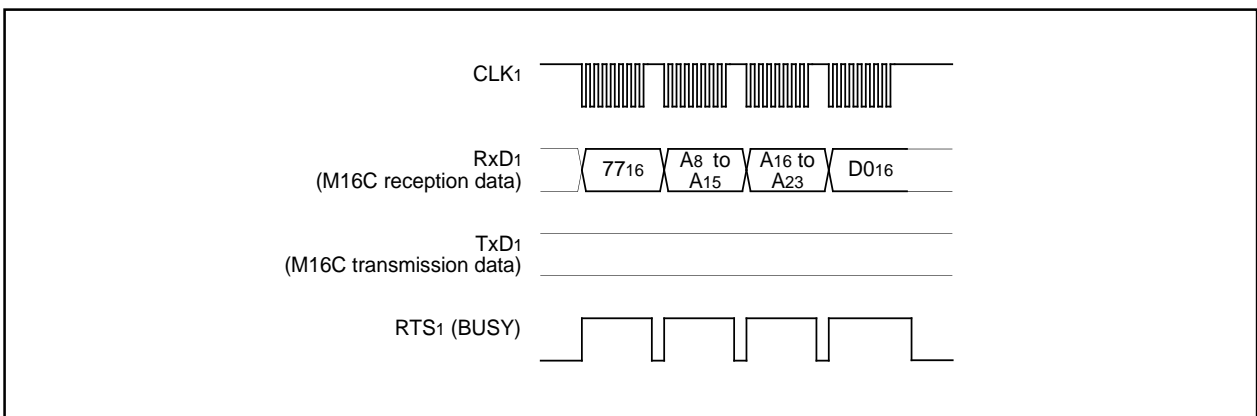 CLK1
RxD1
(M16C reception data)
7716
A8 to
A15
A16 to
A23
D016
TxD1
(M16C transmission data)
RTS1 (BUSY)